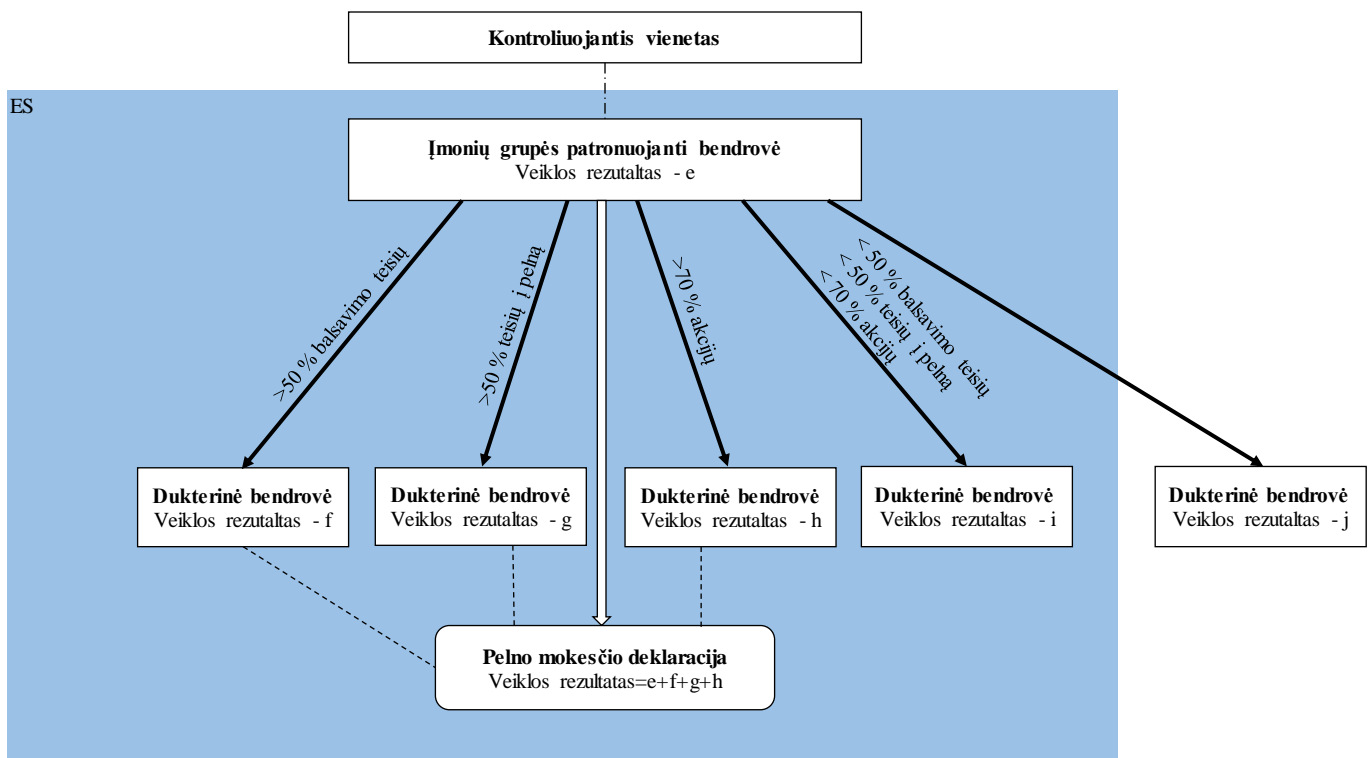 Kontroliuojantis vienetas
ES
Įmonių grupės patronuojanti bendrovė
Veiklos rezutaltas - e
>50 % balsavimo teisių
>50 % teisių į pelną
>70 % akcijų
< 50 % balsavimo teisių
< 50 % teisių į pelną
< 70 % akcijų
Dukterinė bendrovė
Veiklos rezutaltas - f
Dukterinė bendrovė
Veiklos rezutaltas - g
Dukterinė bendrovė
Veiklos rezutaltas - h
Dukterinė bendrovė
Veiklos rezutaltas - i
Dukterinė bendrovė
Veiklos rezutaltas - j
Pelno mokesčio deklaracija
Veiklos rezultatas=e+f+g+h